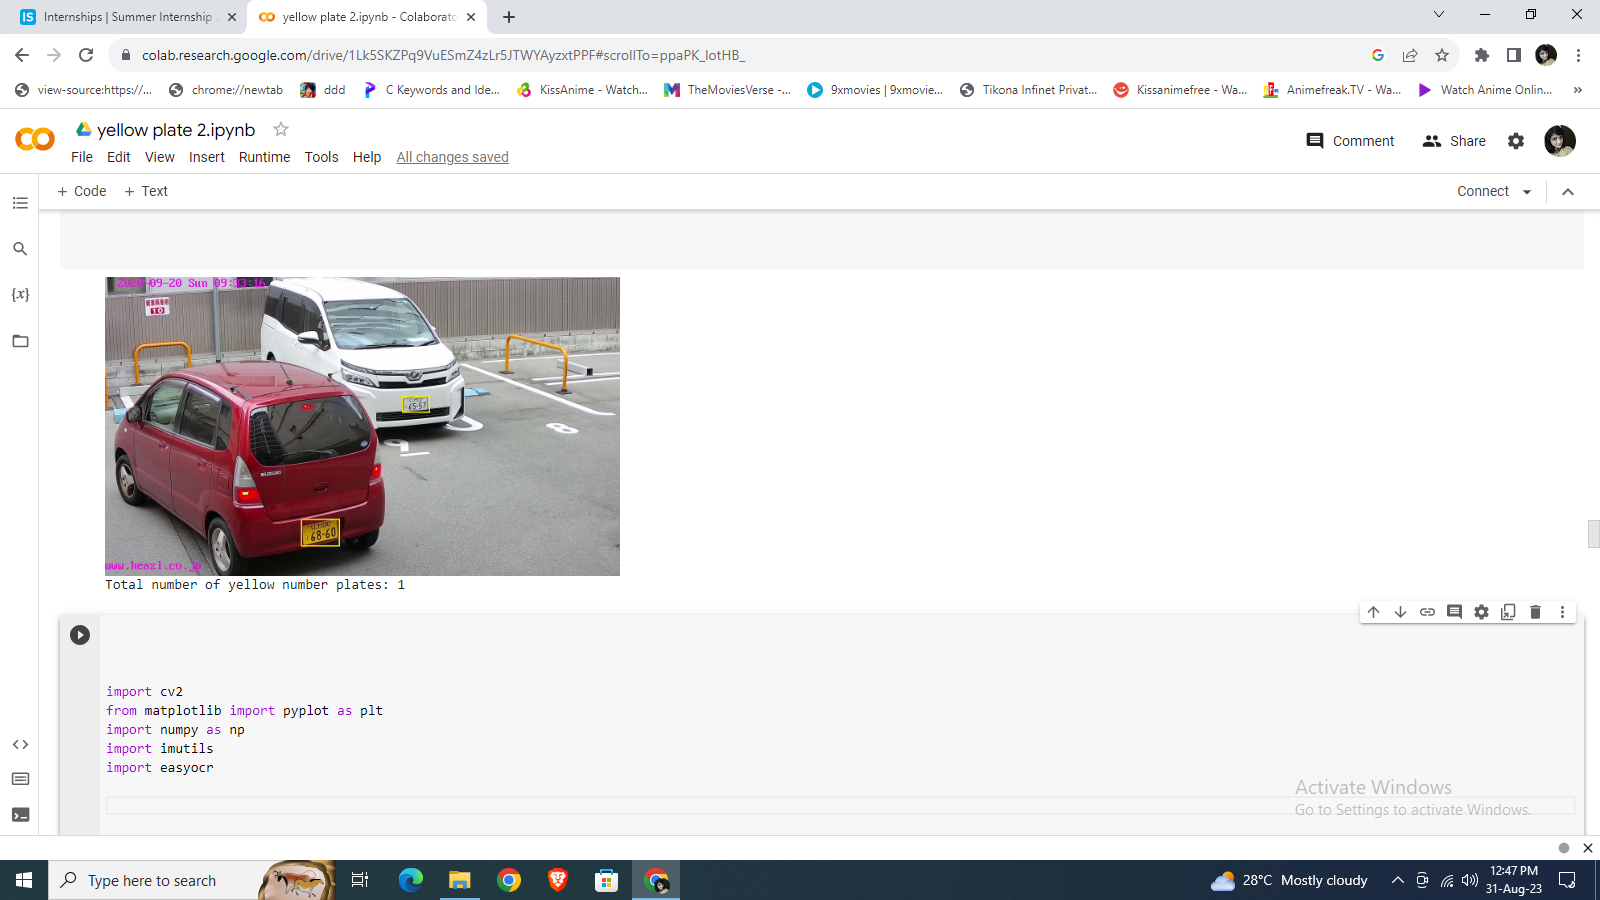 Internships | Summer Internship 2
yellow plate 2.ipynb - Colaborato
colab.research.google.com/drive/1Lk5SKZPq9VuESmZ4zLr5JTWYAyzxtPPF#scrollTo=ppaPK_lotHB_
view-source:https://...
chrome://newtab
ddd
C Keywords and Ide...
KissAnime - Watch...
TheMoviesVerse -...
9xmovies | 9xmovie...
Tikona Infinet Privat...
Kissanimefree - Wa...
Animefreak.TV - Wa...
Watch Anime Onlin...
»
yellow plate 2.ipynb
File Edit View Insert Runtime Tools Help All changes saved
Comment
Share
+ Code + Text
Connect
{x}
2020-09-20 Sun 09:33:16
10
65-57
8
SUZUKI
68-60
www.heazl.co.jp
Total number of yellow number plates: 1
import cv2
from matplotlib import pyplot as plt
import numpy as np
import imutils
import easyocr
Activate Windows
Go to Settings to activate Windows.
Type here to search
28°C Mostly cloudy
12:47 PM
31-Aug-23